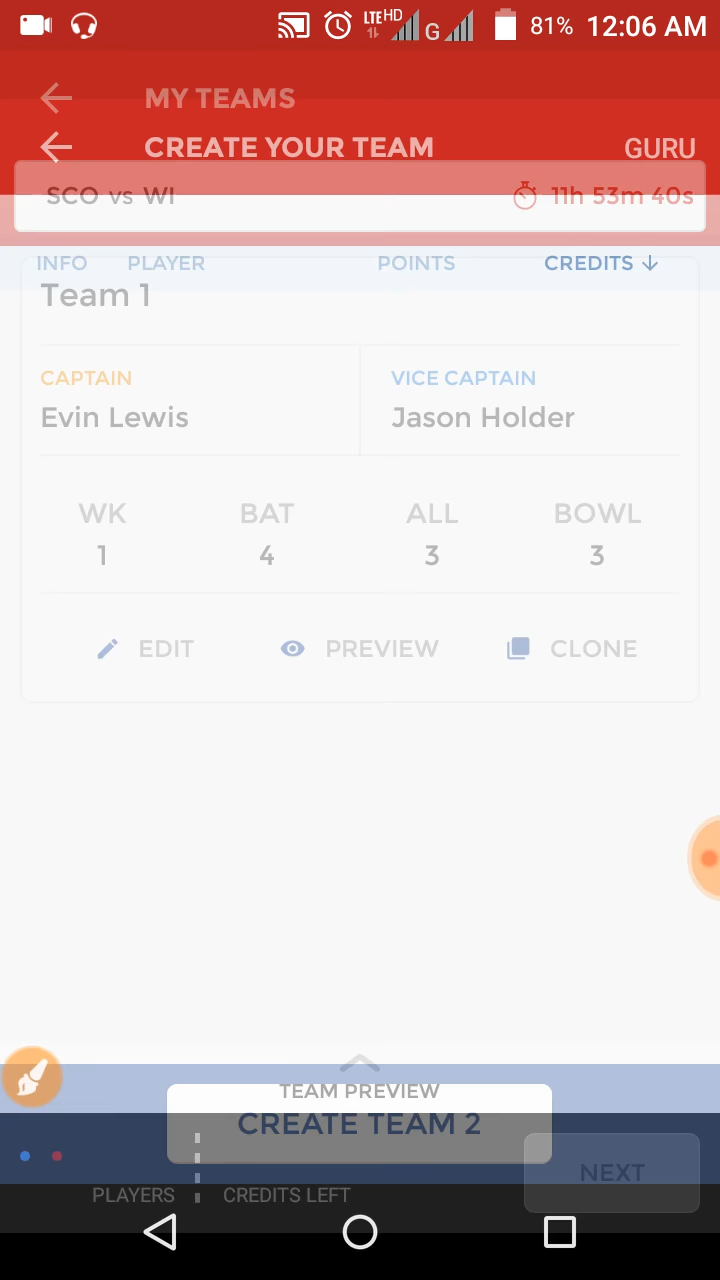 LTE HD G 81% 12:06 AM
MY TEAMS
CREATE YOUR TEAM GURU
SCO vs WI 11h 53m 40s
INFO PLAYER POINTS CREDITS
Team 1
CAPTAIN VICE CAPTAIN
Evin Lewis Jason Holder
WK BAT ALL BOWL
1 4 3 3
EDIT PREVIEW CLONE
TEAM PREVIEW
CREATE TEAM 2
NEXT
PLAYERS CREDITS LEFT